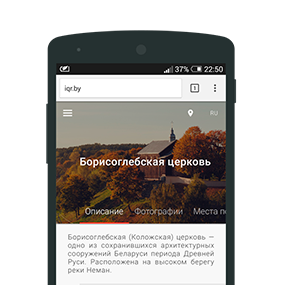 37% 22:50
iqr.by
1
RU
Борисоглебская церковь
Описание Фотографии Места по
Борисоглебская (Коложская) церковь —
одно из сохранившихся архитектурных
сооружений Беларуси периода Древней
Руси. Расположена на высоком берегу
реки Неман.